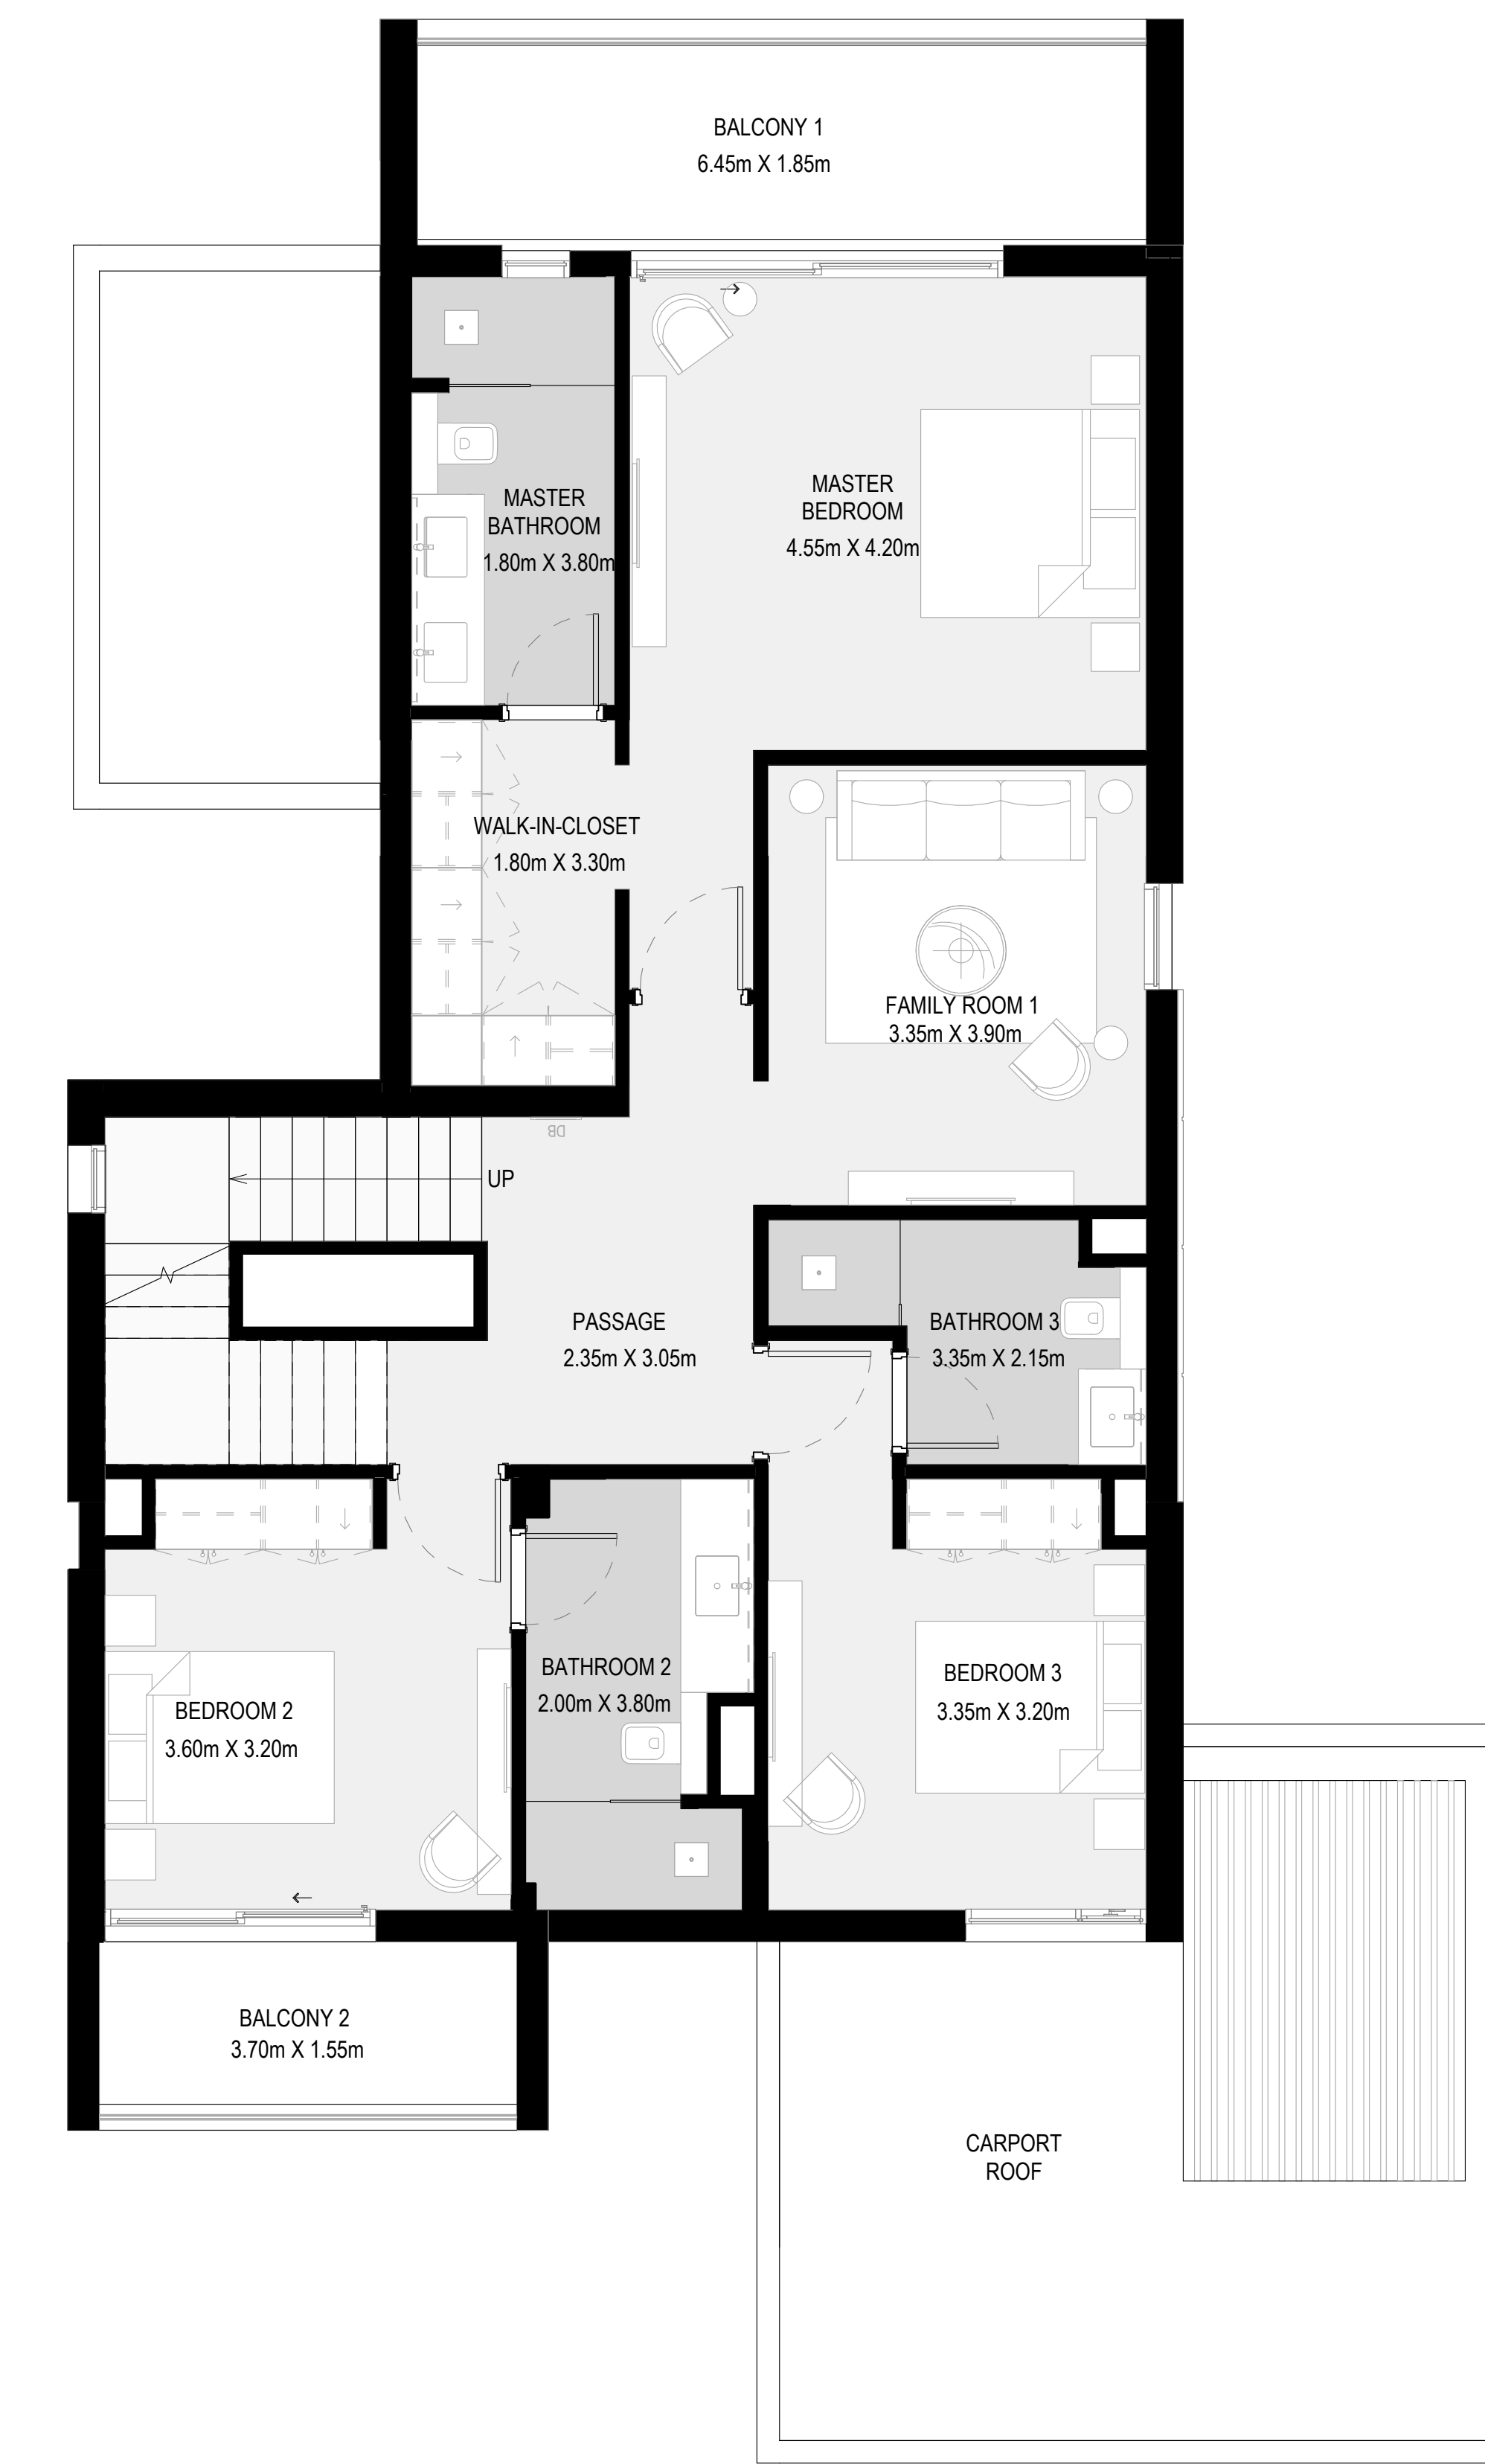 BALCONY 1
6.45m X 1.85m
MASTER
BATHROOM
1.80m X 3.80m
MASTER
BEDROOM
4.55m X 4.20m
WALK-IN-CLOSET
1.80m X 3.30m
FAMILY ROOM 1
3.35m X 3.90m
DB
UP
PASSAGE
2.35m X 3.05m
BATHROOM 3
3.35m X 2.15m
BEDROOM 2
3.60m X 3.20m
BATHROOM 2
2.00m X 3.80m
BEDROOM 3
3.35m X 3.20m
BALCONY 2
3.70m X 1.55m
CARPORT
ROOF